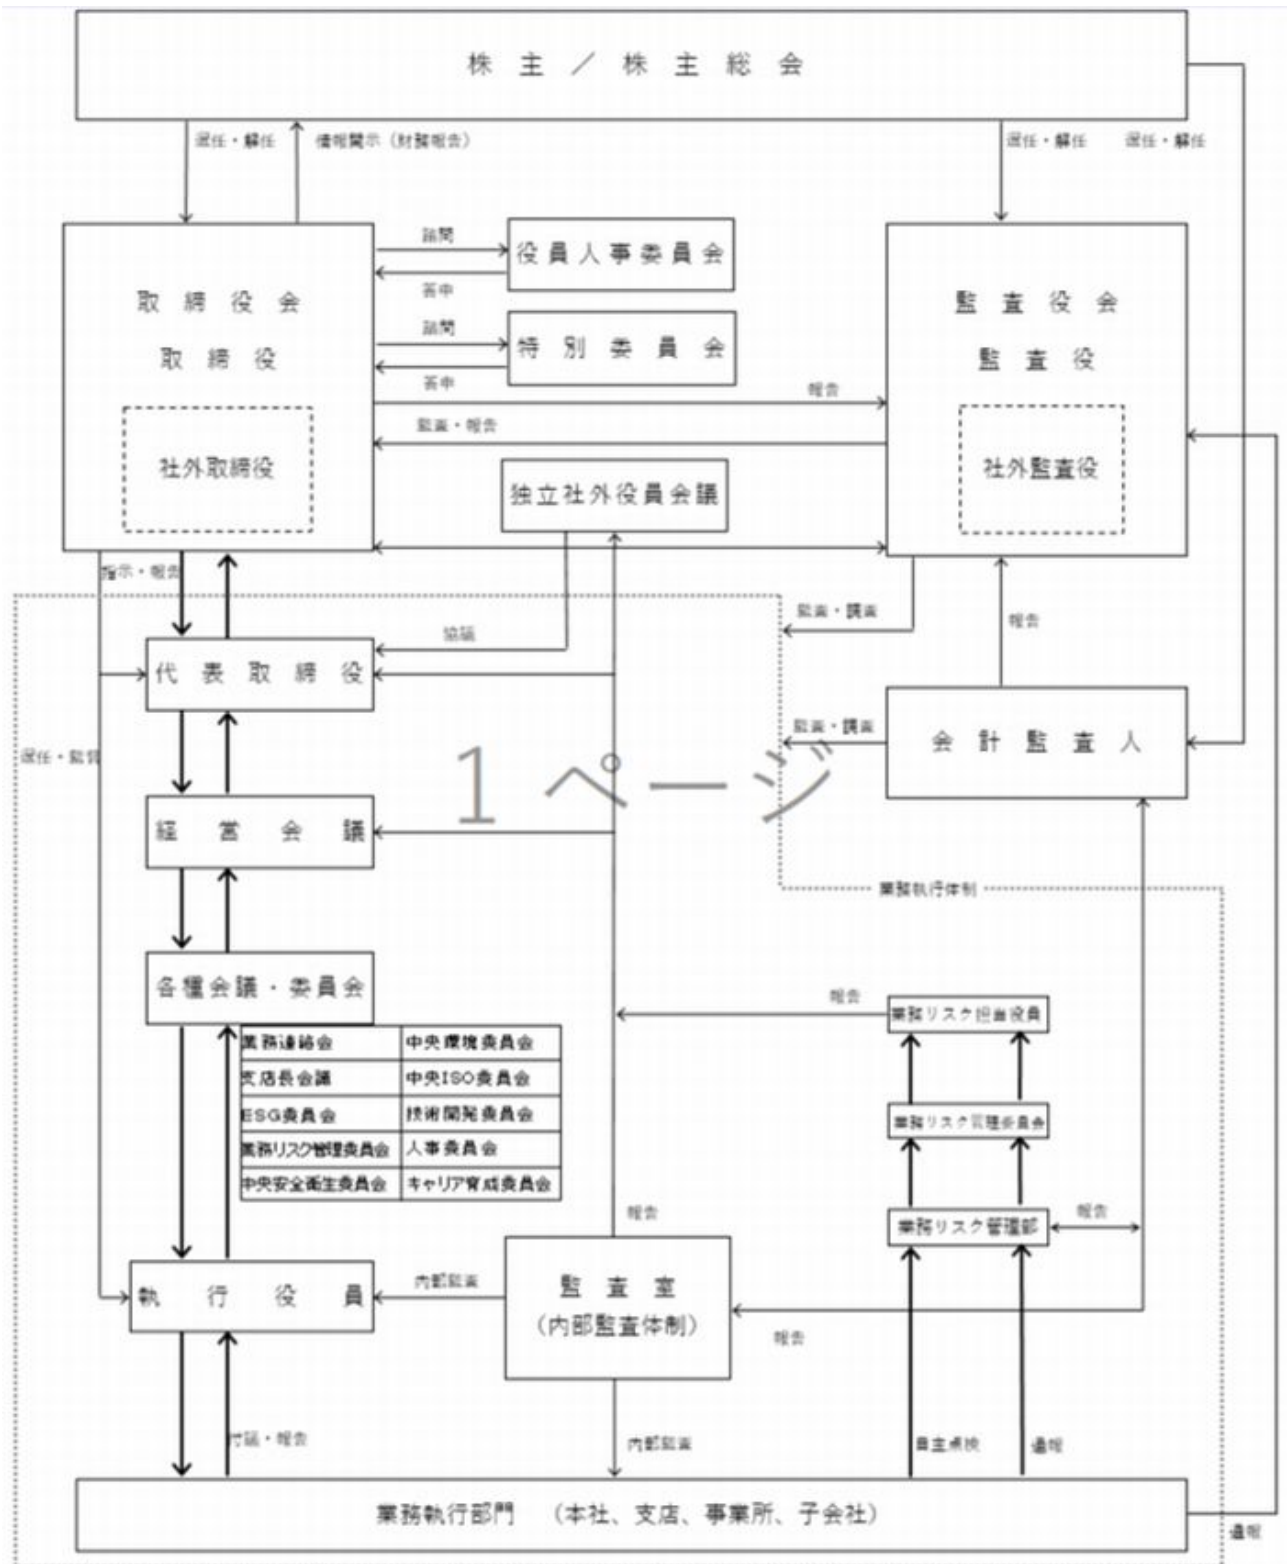 株主／株主総会
選任・解任
情報開示（財務報告）
選任・解任
選任・解任
諮問
役員人事委員会
答申
取締役会
監査役会
諮問
取締役
特別委員会
監査役
答申
報告
監査・報告
社外取締役
独立社外役員会議
社外監査役
指示・報告
監査・調査
報告
協議
代表取締役
監査・調査
会計監査人
選任・監督
1ページ
経営会議
業務執行体制
各種会議・委員会
報告
業務リスク担当役員
業務連絡会
中央環境委員会
支店長会議
中央ISO委員会
ESG委員会
技術開発委員会
業務リスク管理委員会
業務リスク管理委員会
人事委員会
中央安全衛生委員会
キャリア育成委員会
報告
業務リスク管理部
報告
執行役員
内部監査
監査室
（内部監査体制）
報告
付議・報告
内部監査
自主点検
通報
業務執行部門　（本社、支店、事業所、子会社）
通報